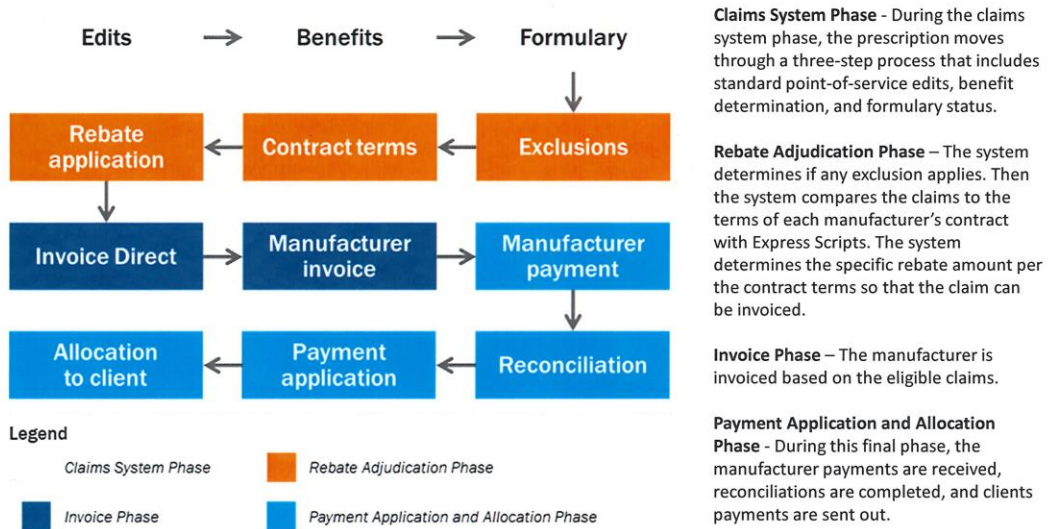 Edits
Benefits
Formulary
Rebate
application
Contract terms
Exclusions
Invoice Direct
Manufacturer
invoice
Manufacturer
payment
Allocation
to client
Payment
application
Reconciliation
Legend
Claims System Phase
Rebate Adjudication Phase
Invoice Phase
Payment Application and Allocation Phase
Claims System Phase - During the claims
system phase, the prescription moves
through a three-step process that includes
standard point-of-service edits, benefit
determination, and formulary status.
Rebate Adjudication Phase – The system
determines if any exclusion applies. Then
the system compares the claims to the
terms of each manufacturer's contract
with Express Scripts. The system
determines the specific rebate amount per
the contract terms so that the claim can
be invoiced.
Invoice Phase – The manufacturer is
invoiced based on the eligible claims.
Payment Application and Allocation
Phase - During this final phase, the
manufacturer payments are received,
reconciliations are completed, and clients
payments are sent out.